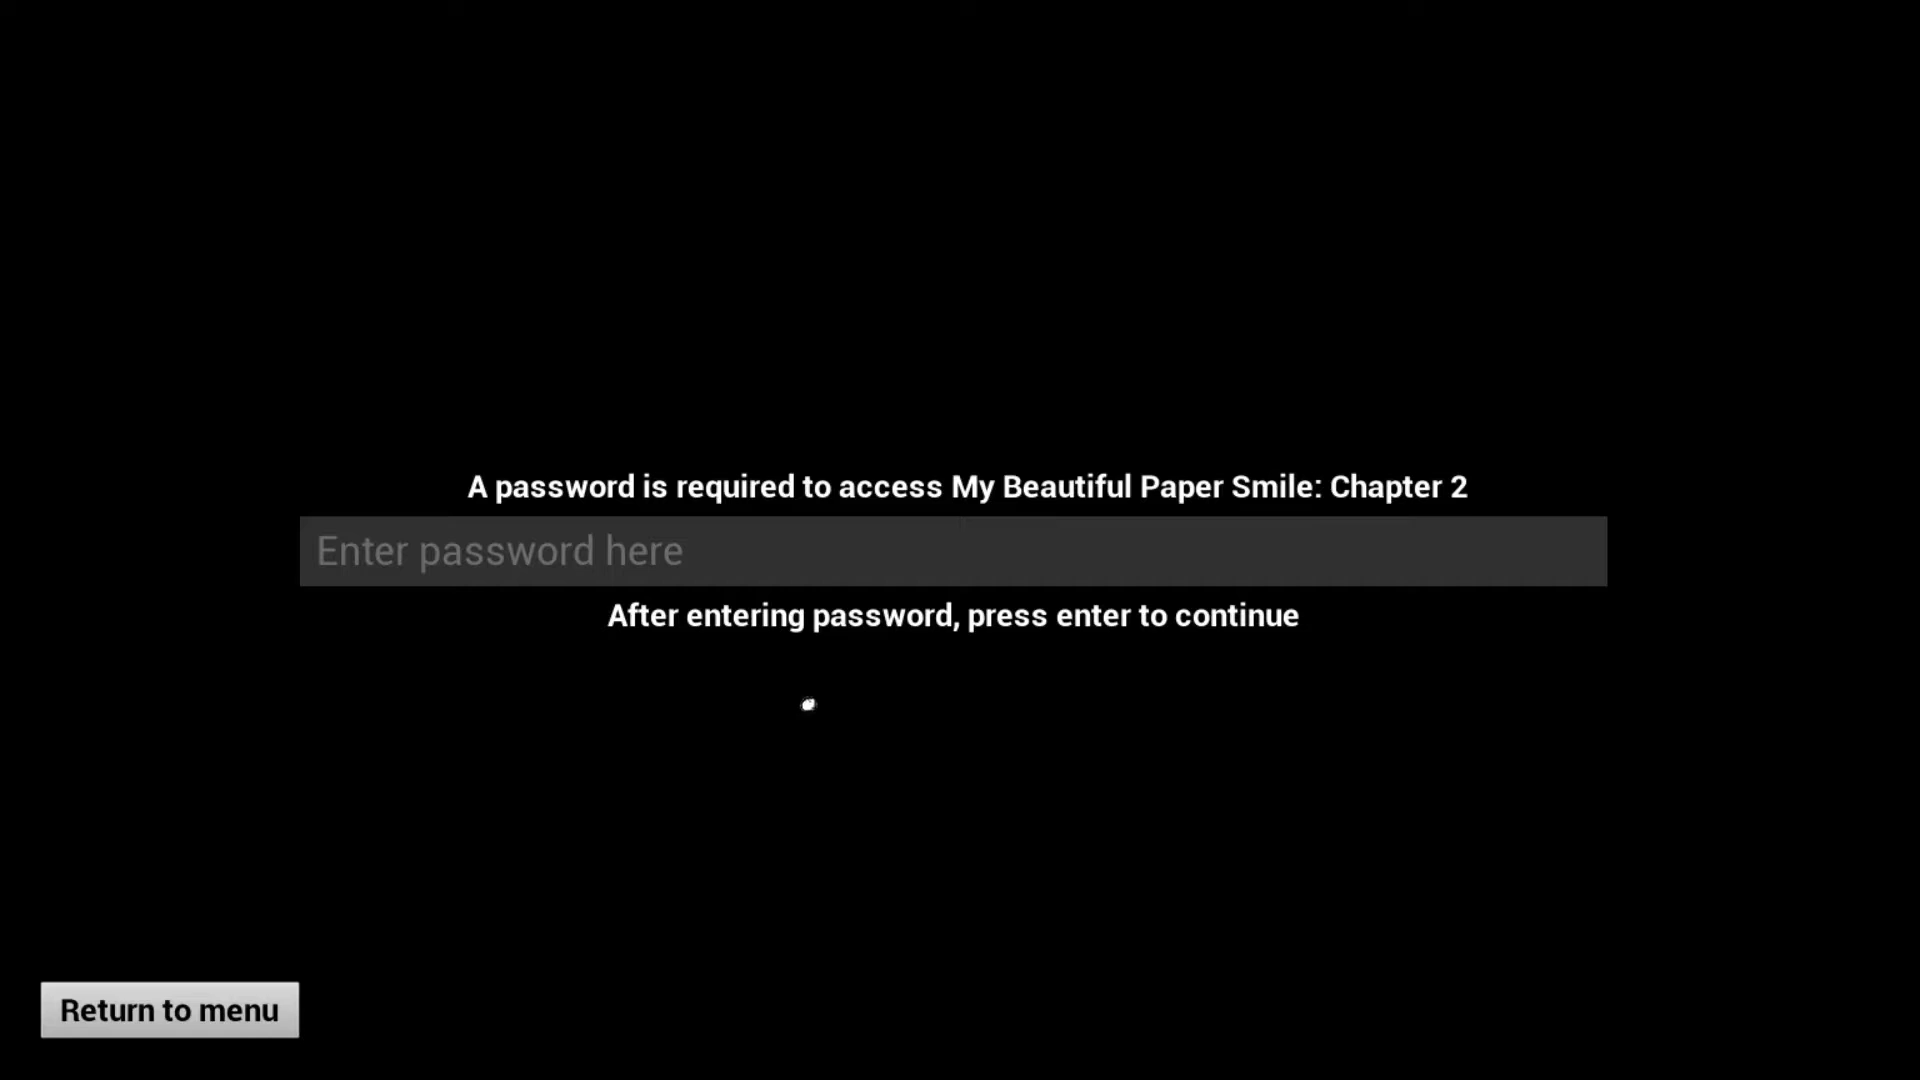 A password is required to access My Beautiful Paper Smile: Chapter 2
Enter password here
After entering password, press enter to continue
Return to menu